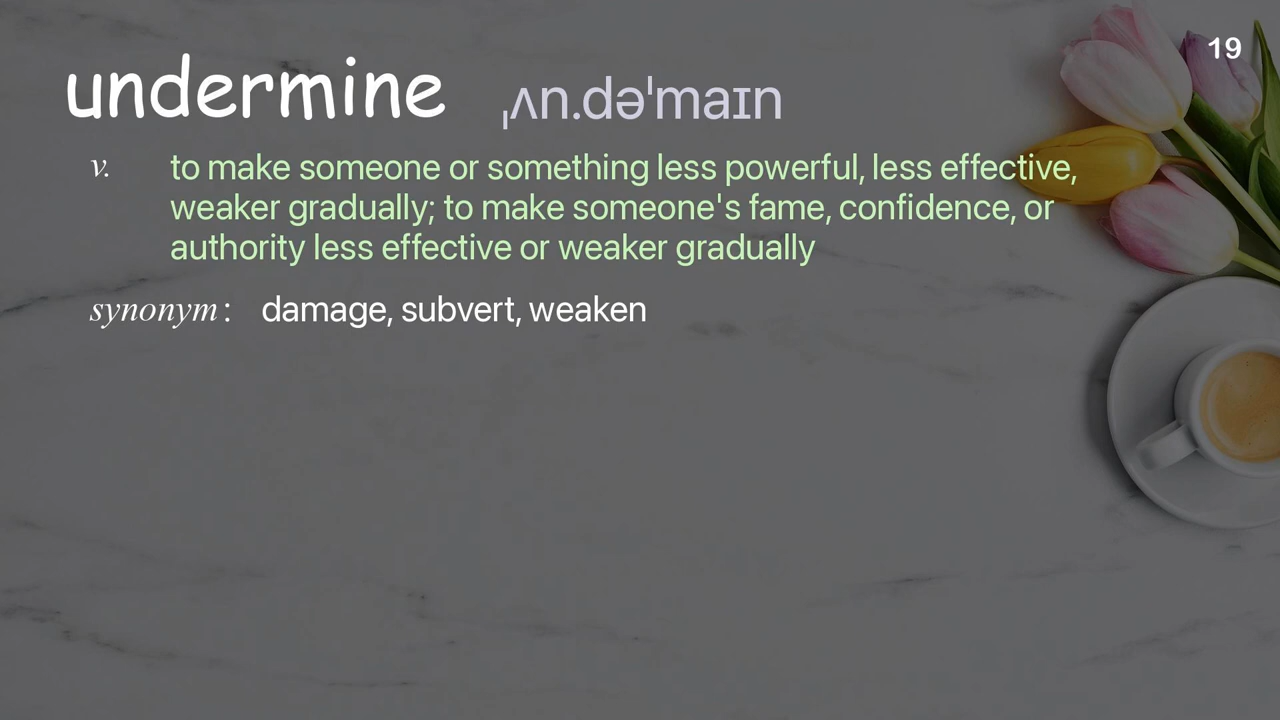 19
undermine ˌʌn.dəˈmaɪn
v. to make someone or something less powerful, less effective,
weaker gradually; to make someone's fame, confidence, or
authority less effective or weaker gradually
synonym: damage, subvert, weaken